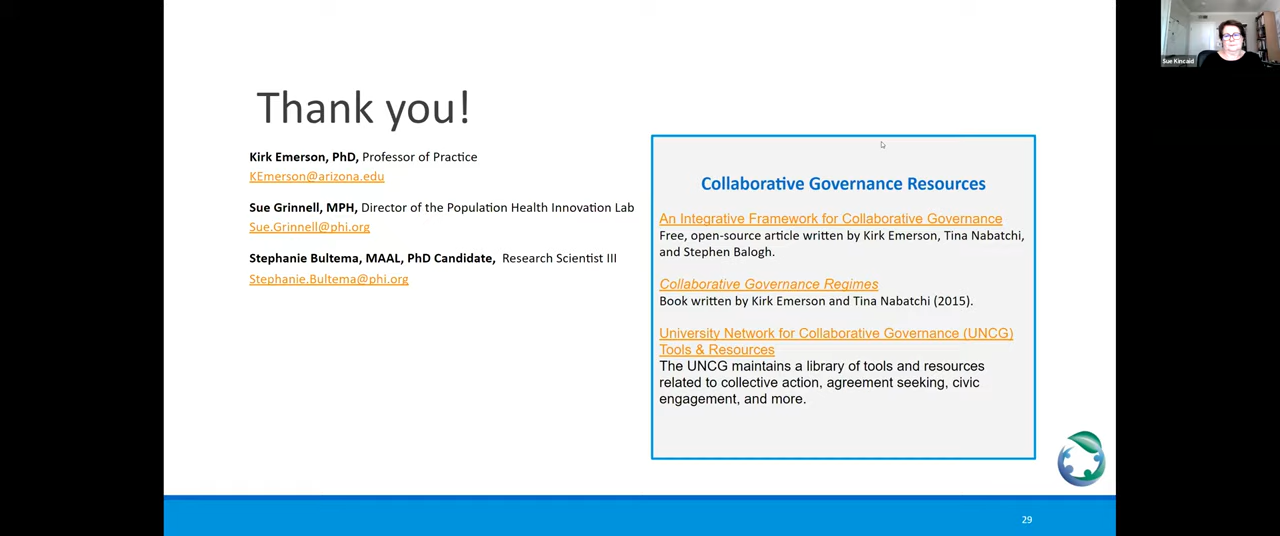 Thank you!
Kirk Emerson, PhD, Professor of Practice
KEmerson@arizona.edu
Sue Grinnell, MPH, Director of the Population Health Innovation Lab
Sue.Grinnell@phi.org
Stephanie Bultema, MAAL, PhD Candidate, Research Scientist III
Stephanie.Bultema@phi.org
Collaborative Governance Resources
An Integrative Framework for Collaborative Governance
Free, open-source article written by Kirk Emerson, Tina Nabatchi,
and Stephen Balogh.
Collaborative Governance Regimes
Book written by Kirk Emerson and Tina Nabatchi (2015).
University Network for Collaborative Governance (UNCG)
Tools & Resources
The UNCG maintains a library of tools and resources
related to collective action, agreement seeking, civic
engagement, and more.
29
Sue Kincaid